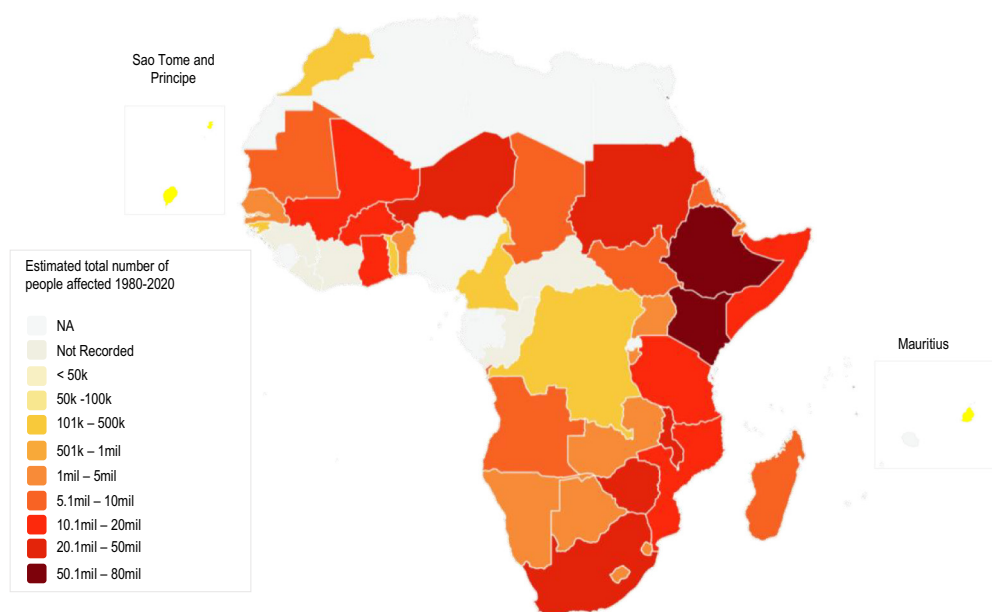 Sao Tome and
Principe
Mauritius
Estimated total number of
people affected 1980-2020
NA
Not Recorded
< 50k
50k -100k
101k – 500k
501k – 1mil
1mil – 5mil
5.1mil – 10mil
10.1mil – 20mil
20.1mil – 50mil
50.1mil – 80mil